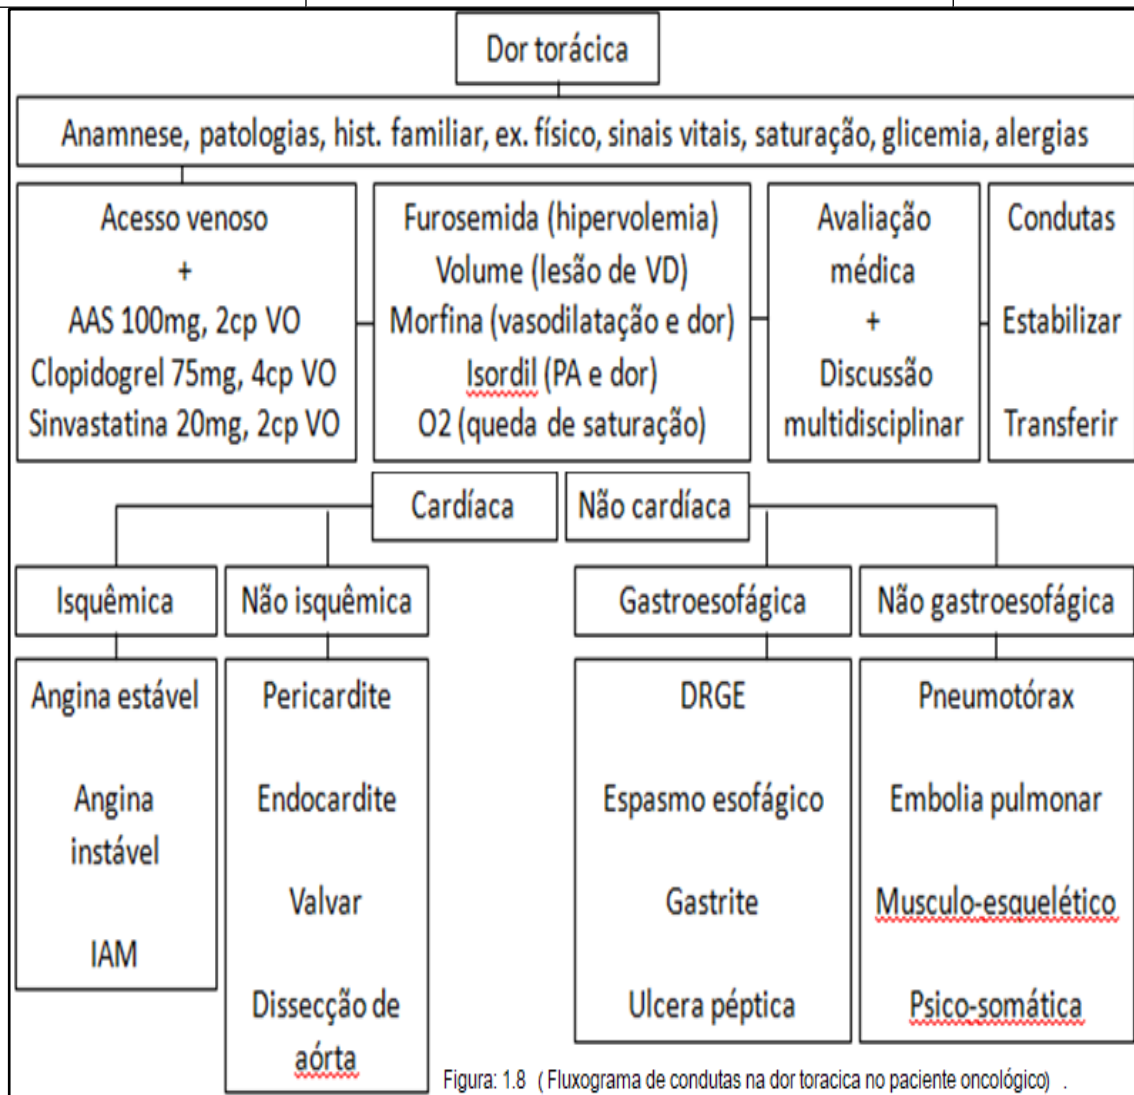 Dor torácica
Anamnese, patologias, hist. familiar, ex. físico, sinais vitais, saturação, glicemia, alergias
Acesso venoso
+
AAS 100mg, 2cp VO
Clopidogrel 75mg, 4cp VO
Sinvastatina 20mg, 2cp VO
Furosemida (hipervolemia)
Volume (lesão de VD)
Morfina (vasodilatação e dor)
Isordil (PA e dor)
O2 (queda de saturação)
Avaliação
médica
+
Discussão
multidisciplinar
Condutas
Estabilizar
Transferir
Cardíaca
Não cardíaca
Isquêmica
Não isquêmica
Gastroesofágica
Não gastroesofágica
Angina estável
Angina
instável
IAM
Pericardite
Endocardite
Valvar
Dissecção de
aórta
DRGE
Espasmo esofágico
Gastrite
Ulcera péptica
Pneumotórax
Embolia pulmonar
Musculo-esquelético
Psico-somática
Figura: 1.8 ( Fluxograma de condutas na dor toracica no paciente oncológico) .